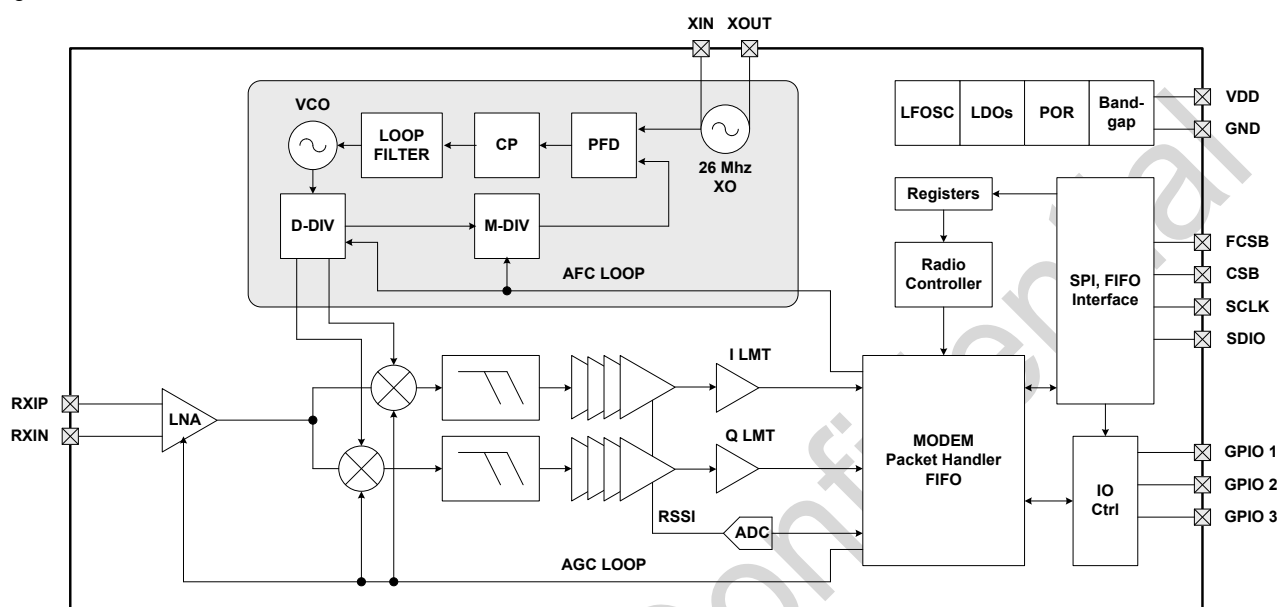 XIN XOUT
VCO
LOOP
FILTER
CP
PFD
26 Mhz
XO
D-DIV
M-DIV
AFC LOOP
LFOSC
LDOs
POR
Band-
gap
VDD
GND
Registers
Radio
Controller
SPI, FIFO
Interface
FCSB
CSB
SCLK
SDIO
RXIP
RXIN
LNA
I LMT
Q LMT
MODEM
Packet Handler
FIFO
RSSI
ADC
AGC LOOP
IO
Ctrl
GPIO 1
GPIO 2
GPIO 3